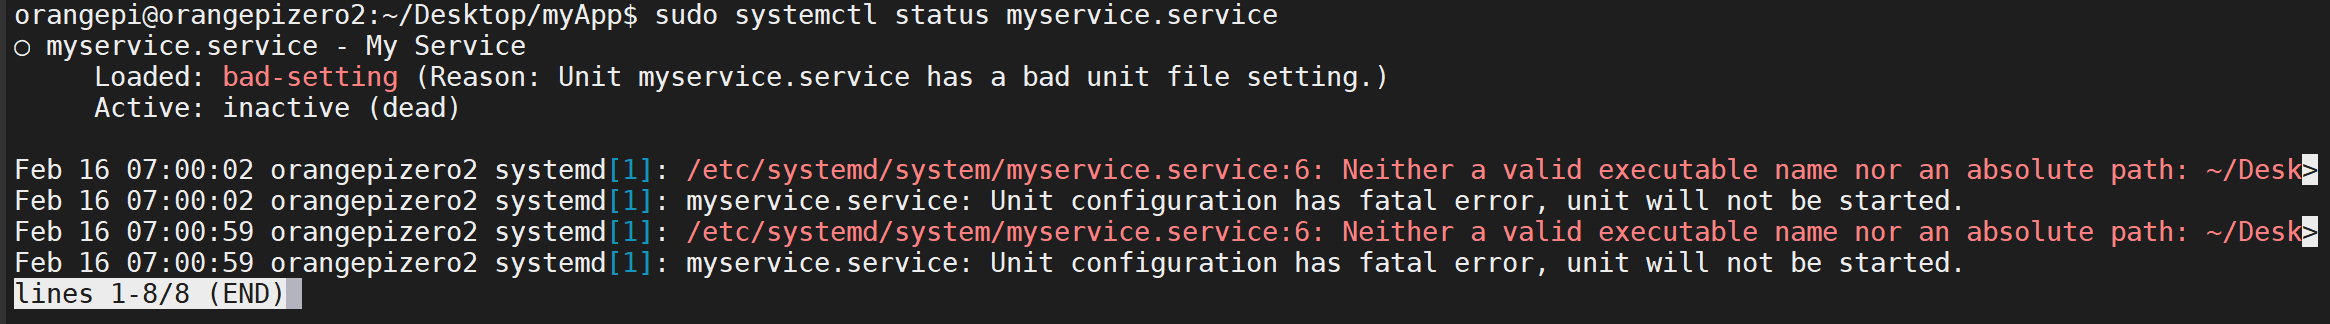 orangepi@orangepizero2:~/Desktop/myApp$ sudo systemctl status myservice.service
○ myservice.service - My Service
     Loaded: bad-setting (Reason: Unit myservice.service has a bad unit file setting.)
     Active: inactive (dead)

Feb 16 07:00:02 orangepizero2 systemd[1]: /etc/systemd/system/myservice.service:6: Neither a valid executable name nor an absolute path: ~/Desk>
Feb 16 07:00:02 orangepizero2 systemd[1]: myservice.service: Unit configuration has fatal error, unit will not be started.
Feb 16 07:00:59 orangepizero2 systemd[1]: /etc/systemd/system/myservice.service:6: Neither a valid executable name nor an absolute path: ~/Desk>
Feb 16 07:00:59 orangepizero2 systemd[1]: myservice.service: Unit configuration has fatal error, unit will not be started.
lines 1-8/8 (END)